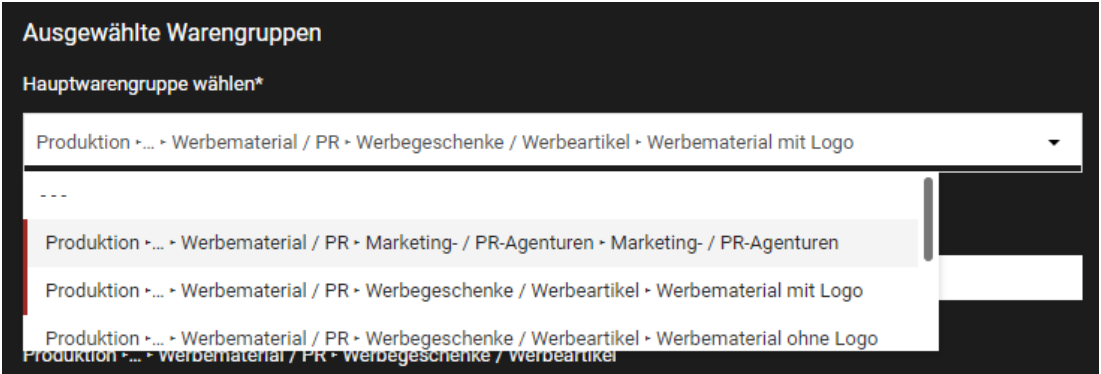 Ausgewählte Warengruppen
Hauptwarengruppe wählen*
Produktion ‣... ‣ Werbematerial / PR ‣ Werbegeschenke / Werbeartikel ‣ Werbematerial mit Logo
---
Produktion ‣... ‣ Werbematerial / PR ‣ Marketing- / PR-Agenturen ‣ Marketing- / PR-Agenturen
Produktion ‣... ‣ Werbematerial / PR ‣ Werbegeschenke / Werbeartikel ‣ Werbematerial mit Logo
Produktion ‣... ‣ Werbematerial / PR ‣ Werbegeschenke / Werbeartikel ‣ Werbematerial ohne Logo
Produktion ‣... ‣ Werbematerial / PR ‣ Werbegeschenke / Werbeartikel